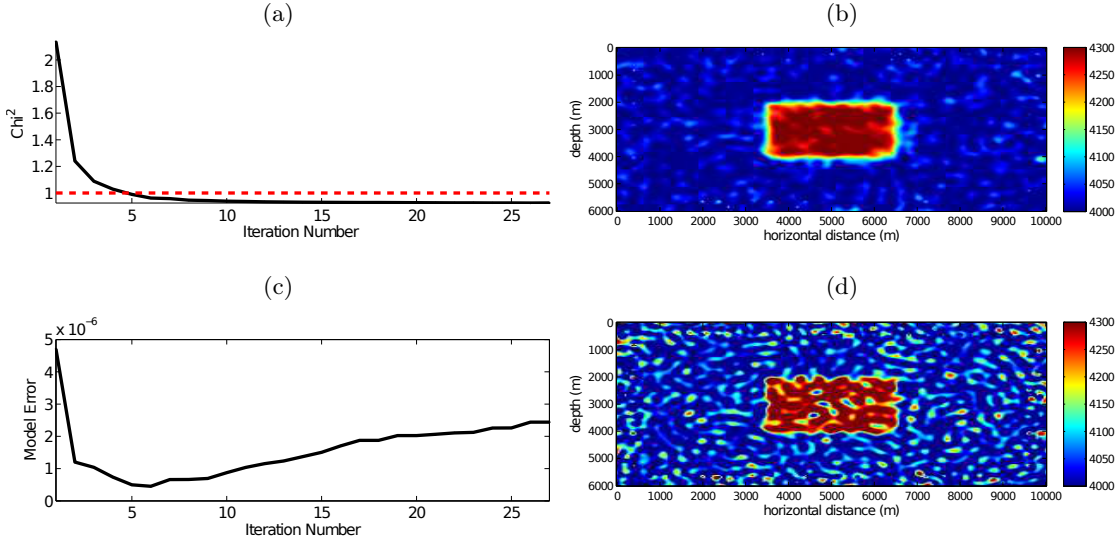 (a)
Chi²
2
1.8
1.6
1.4
1.2
1
5 10 15 20 25
Iteration Number
(b)
depth (m)
0
1000
2000
3000
4000
5000
6000
0 1000 2000 3000 4000 5000 6000 7000 8000 9000 10000
horizontal distance (m)
4300
4250
4200
4150
4100
4050
4000
(c)
x 10⁻⁶
Model Error
5
4
3
2
1
0
5 10 15 20 25
Iteration Number
(d)
depth (m)
0
1000
2000
3000
4000
5000
6000
0 1000 2000 3000 4000 5000 6000 7000 8000 9000 10000
horizontal distance (m)
4300
4250
4200
4150
4100
4050
4000